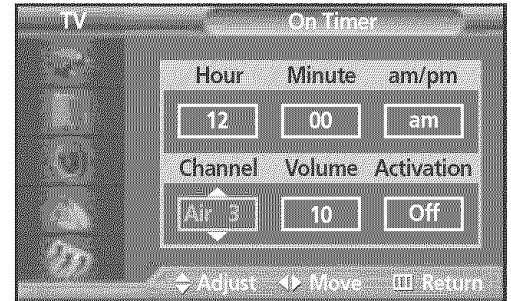 TV On Timer
Hour Minute am/pm
12 00 am
Channel Volume Activation
Air 3 10 Off
Adjust Move Return